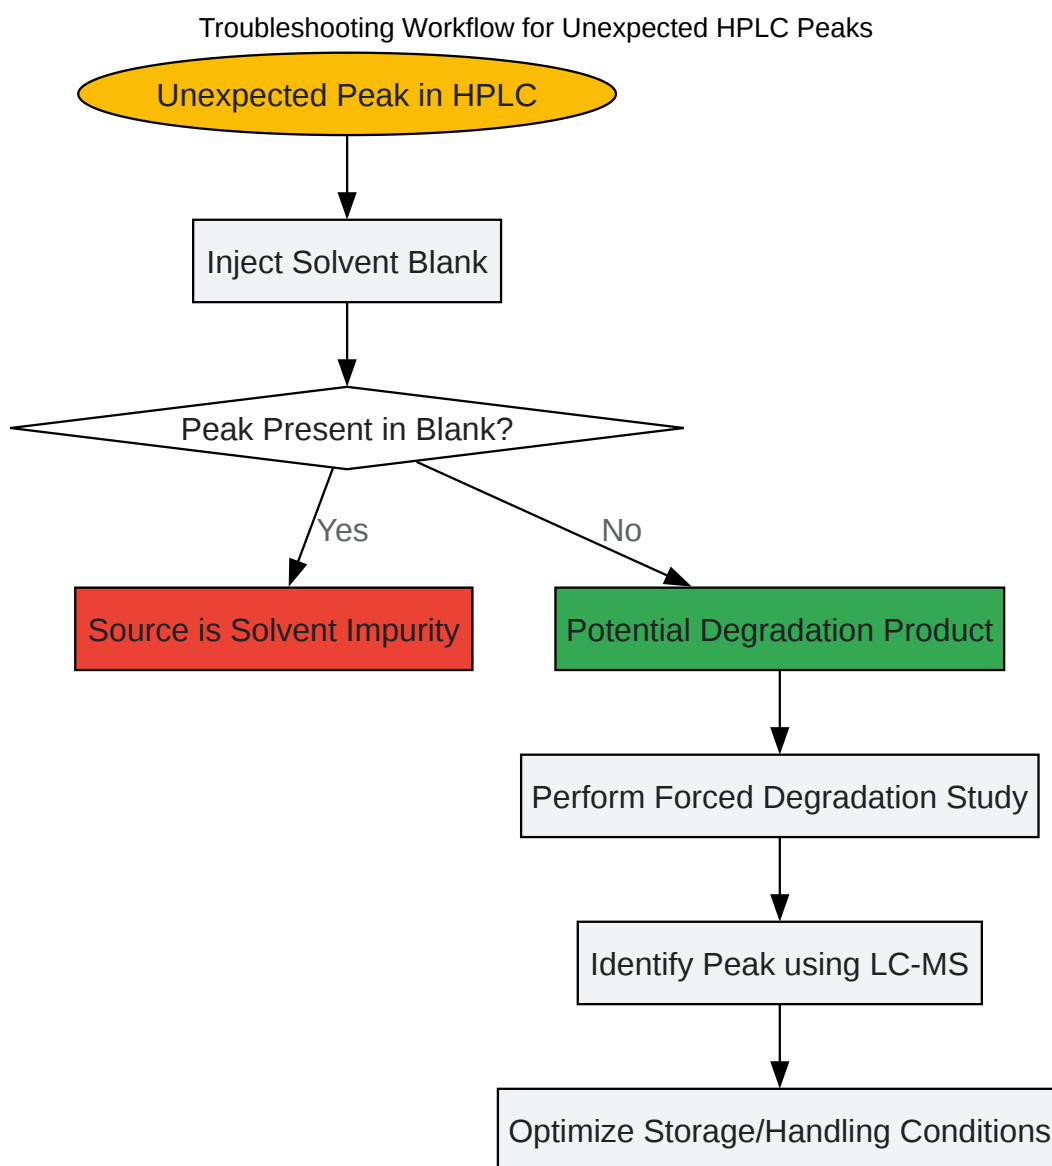 Troubleshooting Workflow for Unexpected HPLC Peaks
Unexpected Peak in HPLC
Inject Solvent Blank
Peak Present in Blank?
Yes
No
Source is Solvent Impurity
Potential Degradation Product
Perform Forced Degradation Study
Identify Peak using LC-MS
Optimize Storage/Handling Conditions